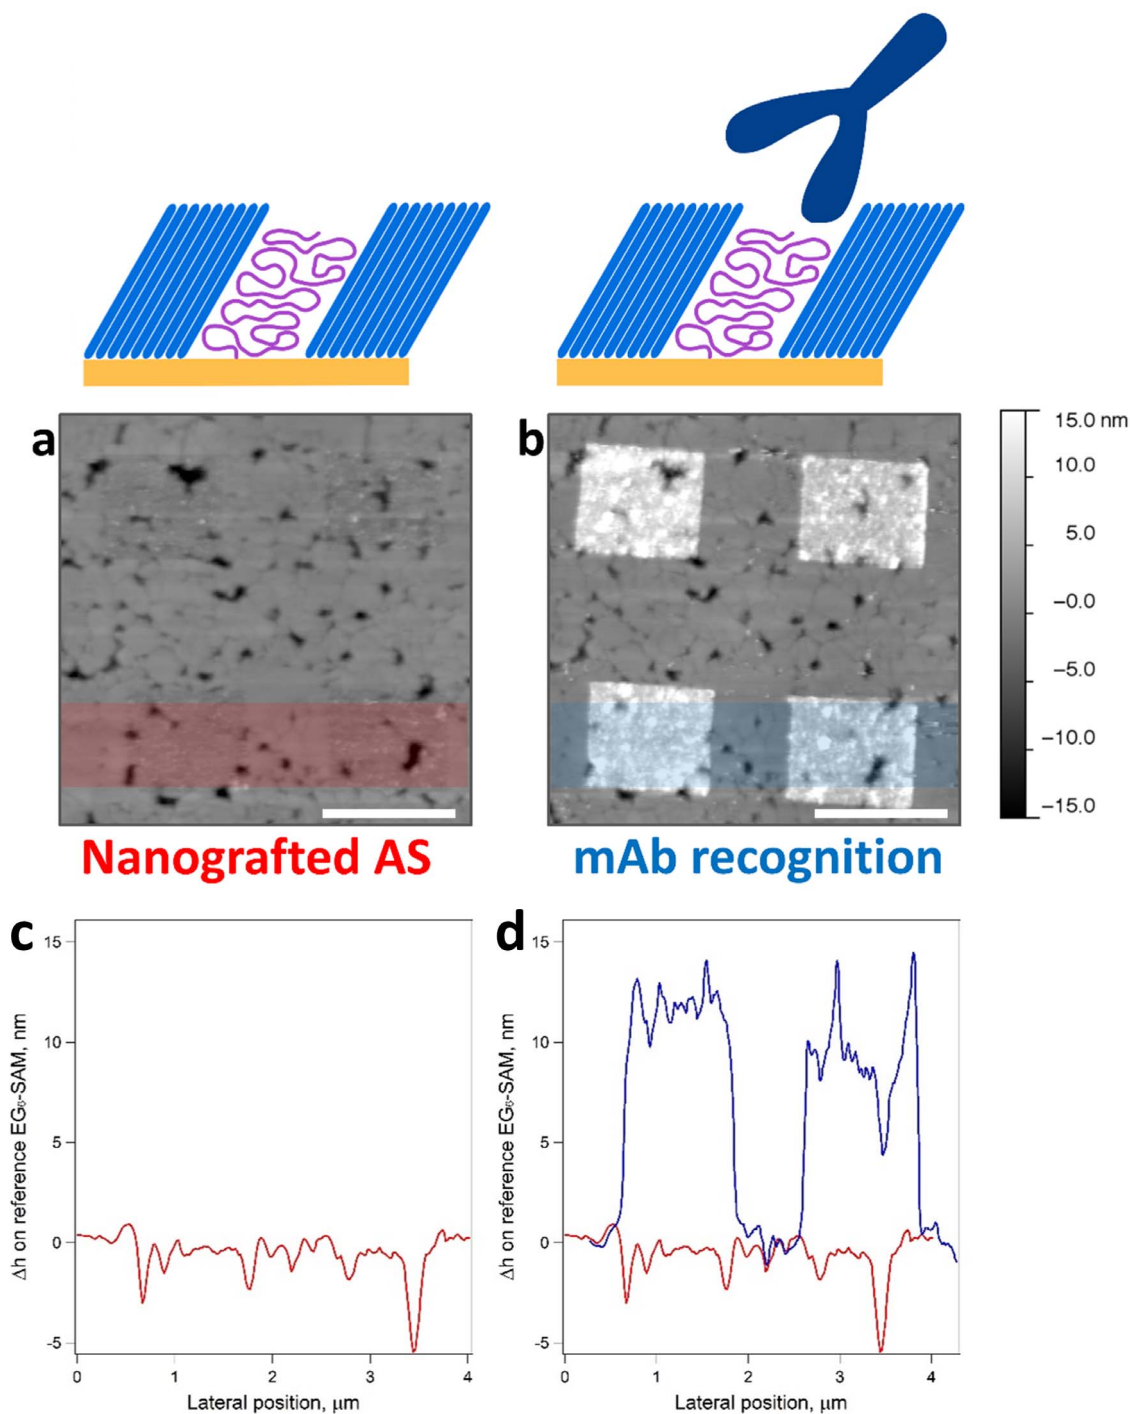 a
b
15.0 nm
10.0
5.0
−0.0
−5.0
−10.0
−15.0
Nanografted AS
mAb recognition
c
d
15
10
5
0
-5
Δh on reference EG₆-SAM, nm
0 1 2 3 4
Lateral position, μm
15
10
5
0
-5
Δh on reference EG₆-SAM, nm
0 1 2 3 4
Lateral position, μm